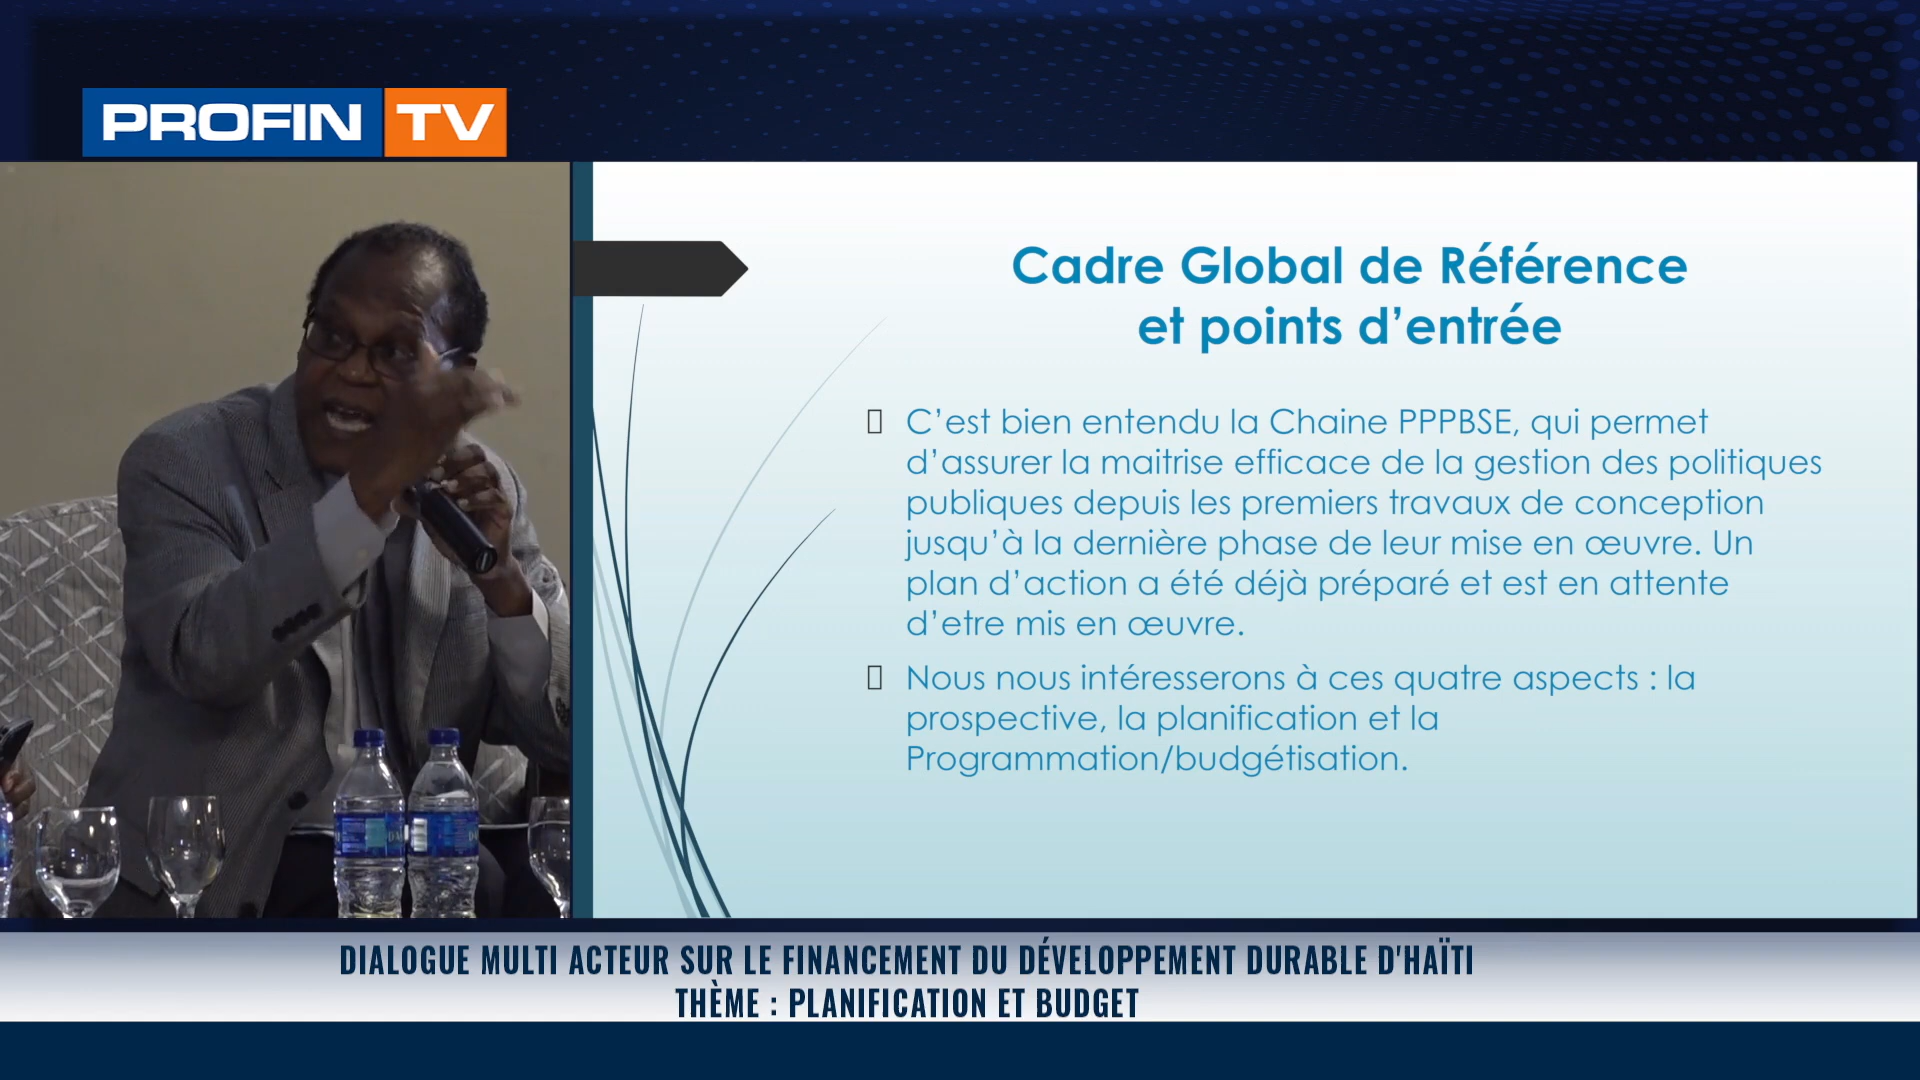 PROFIN TV
Cadre Global de Référence
et points d’entrée
C’est bien entendu la Chaine PPPBSE, qui permet
d’assurer la maitrise efficace de la gestion des politiques
publiques depuis les premiers travaux de conception
jusqu’à la dernière phase de leur mise en œuvre. Un
plan d’action a été déjà préparé et est en attente
d’etre mis en œuvre.
Nous nous intéresserons à ces quatre aspects : la
prospective, la planification et la
Programmation/budgétisation.
DIALOGUE MULTI ACTEUR SUR LE FINANCEMENT DU DÉVELOPPEMENT DURABLE D'HAÏTI
THÈME : PLANIFICATION ET BUDGET